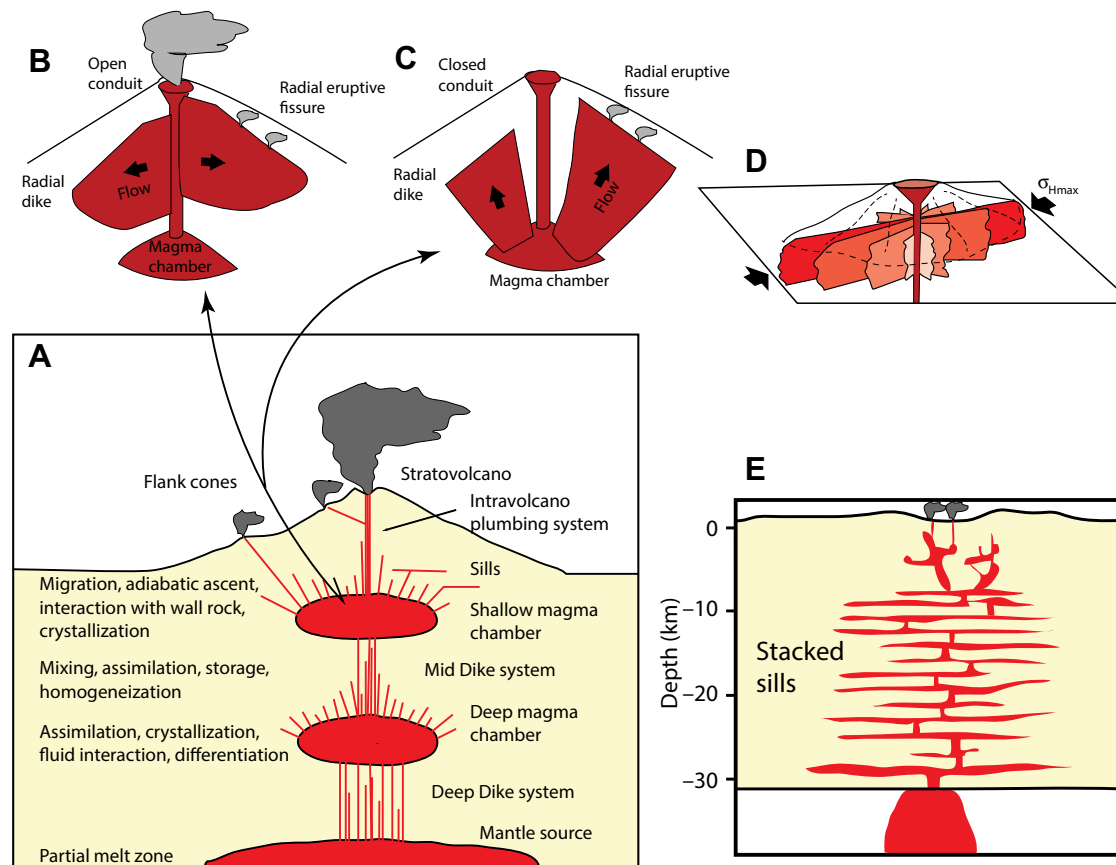 B
Open
conduit
Radial eruptive
fissure
Radial
dike
Flow
Magma
chamber
C
Closed
conduit
Radial eruptive
fissure
Radial
dike
Flow
Magma chamber
D
σHmax
A
Flank cones
Stratovolcano
Intravolcano
plumbing system
Sills
Migration, adiabatic ascent,
interaction with wall rock,
crystallization
Shallow magma
chamber
Mixing, assimilation, storage,
homogeneization
Mid Dike system
Assimilation, crystallization,
fluid interaction, differentiation
Deep magma
chamber
Deep Dike system
Mantle source
Partial melt zone
E
0
−10
−20
−30
Depth (km)
Stacked
sills